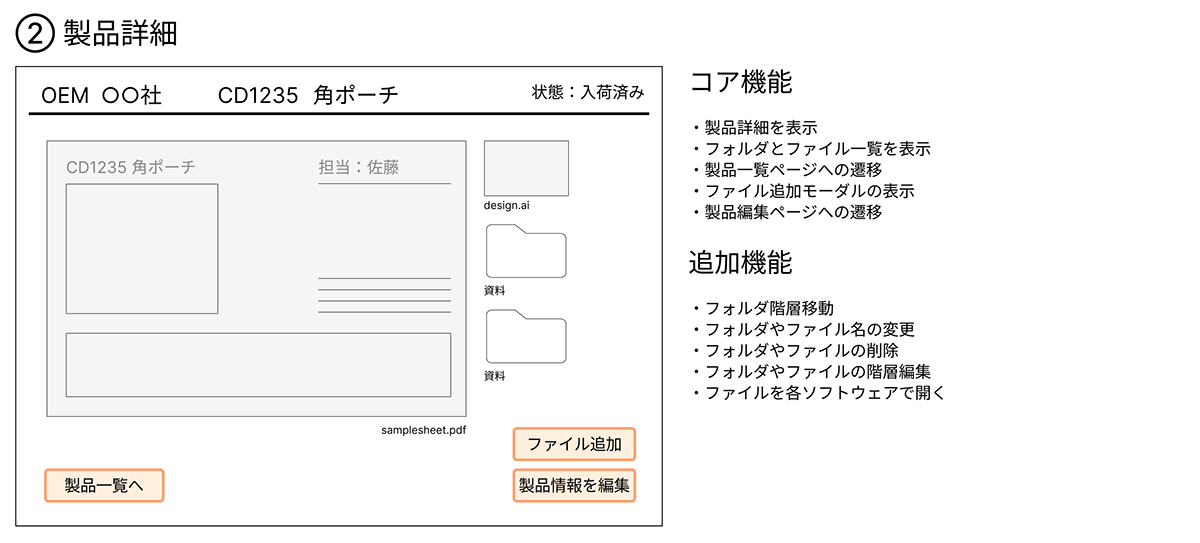 ② 製品詳細
OEM 〇〇社 CD1235 角ポーチ 状態：入荷済み
CD1235 角ポーチ 担当：佐藤
design.ai
資料
資料
samplesheet.pdf
ファイル追加
製品一覧へ
製品情報を編集
コア機能
・製品詳細を表示
・フォルダとファイル一覧を表示
・製品一覧ページへの遷移
・ファイル追加モーダルの表示
・製品編集ページへの遷移
追加機能
・フォルダ階層移動
・フォルダやファイル名の変更
・フォルダやファイルの削除
・フォルダやファイルの階層編集
・ファイルを各ソフトウェアで開く